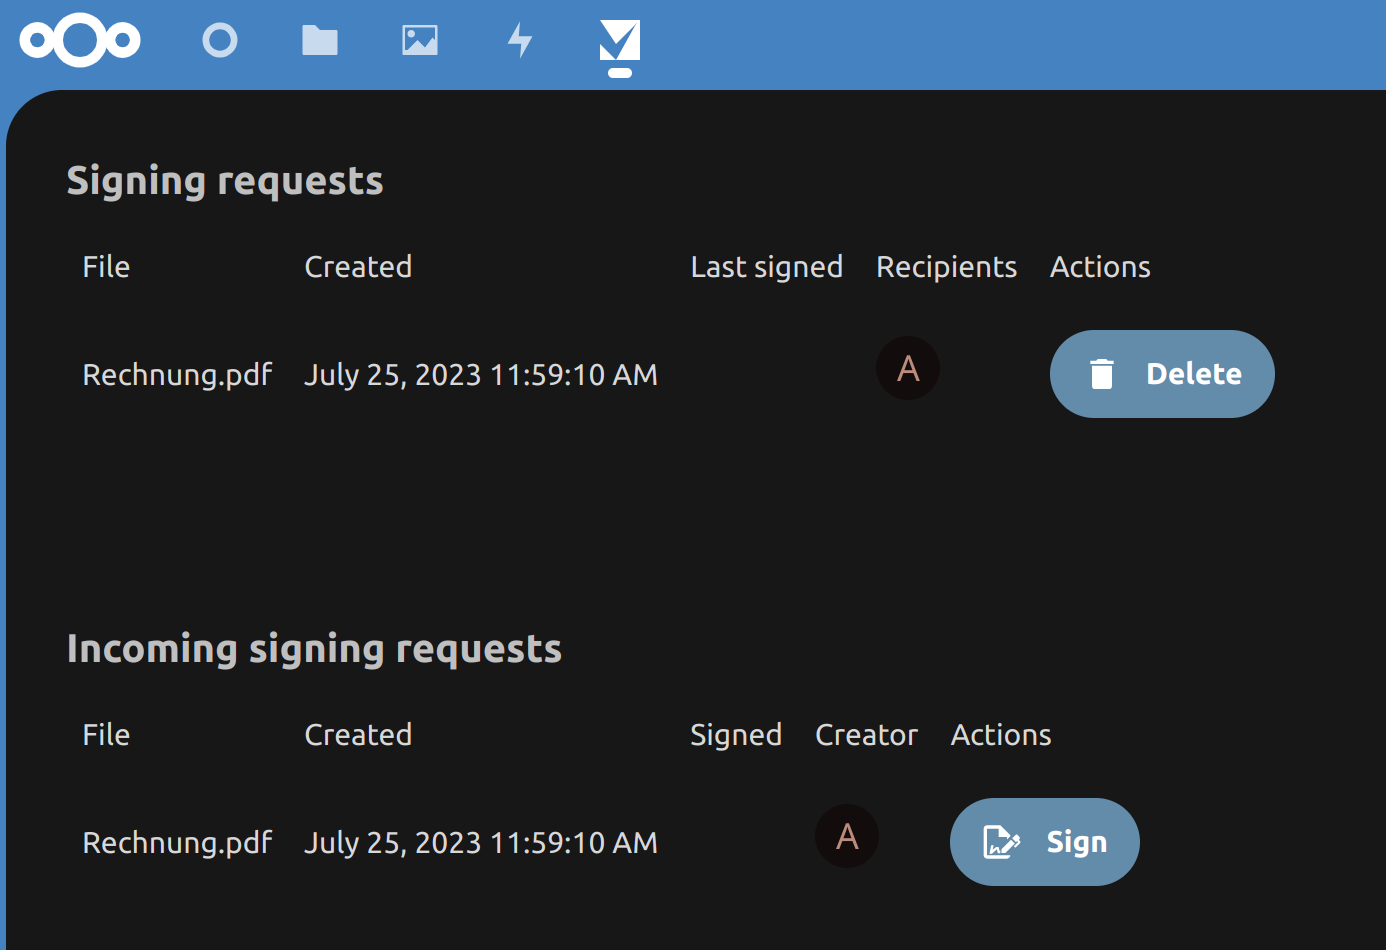 Signing requests
File Created Last signed Recipients Actions
Rechnung.pdf July 25, 2023 11:59:10 AM A Delete
Incoming signing requests
File Created Signed Creator Actions
Rechnung.pdf July 25, 2023 11:59:10 AM A Sign